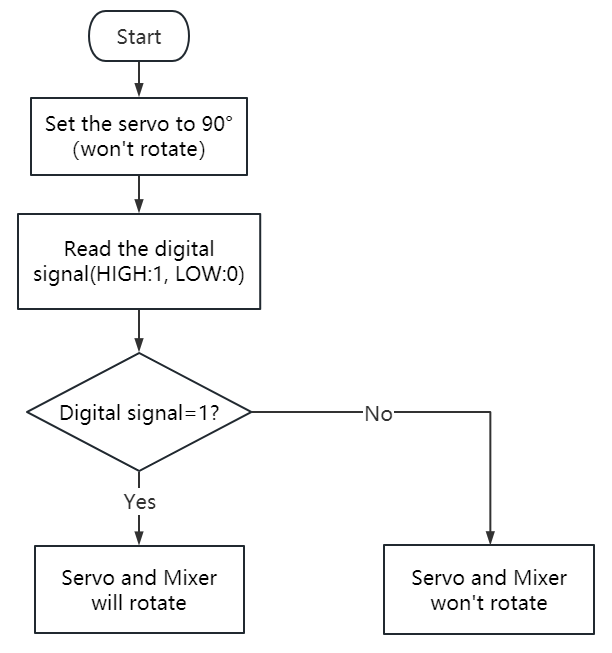 Start
Set the servo to 90°
(won't rotate)
Read the digital
signal(HIGH:1, LOW:0)
Digital signal=1?
No
Yes
Servo and Mixer
will rotate
Servo and Mixer
won't rotate